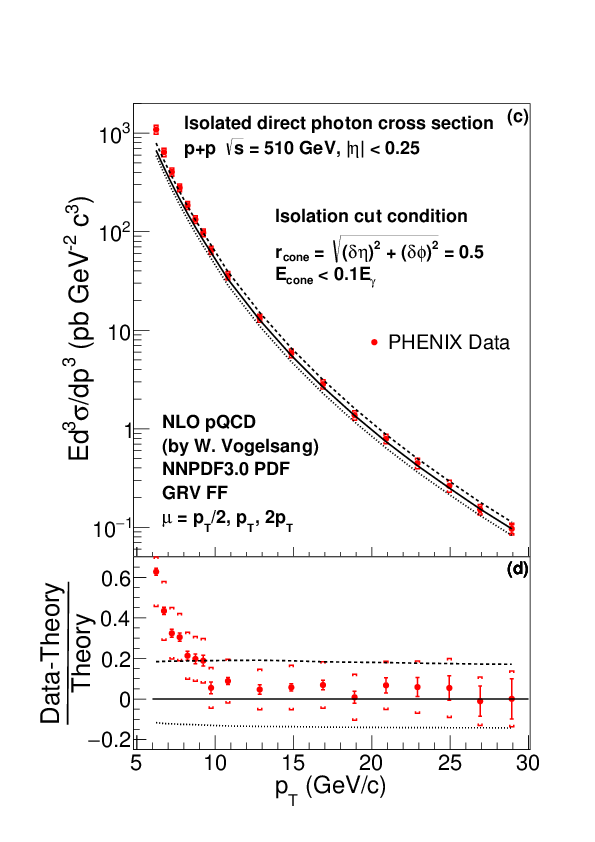 (c)
Isolated direct photon cross section
p+p √s = 510 GeV, |η| < 0.25
Isolation cut condition
r_cone = √(δη)² + (δϕ)² = 0.5
E_cone < 0.1E_γ
PHENIX Data
NLO pQCD
(by W. Vogelsang)
NNPDF3.0 PDF
GRV FF
μ = p_T/2, p_T, 2p_T
Ed³σ/dp³ (pb GeV⁻² c³)
10³
10²
10
1
10⁻¹
(d)
Data-Theory
Theory
0.6
0.4
0.2
0
−0.2
5 10 15 20 25 30
p_T (GeV/c)